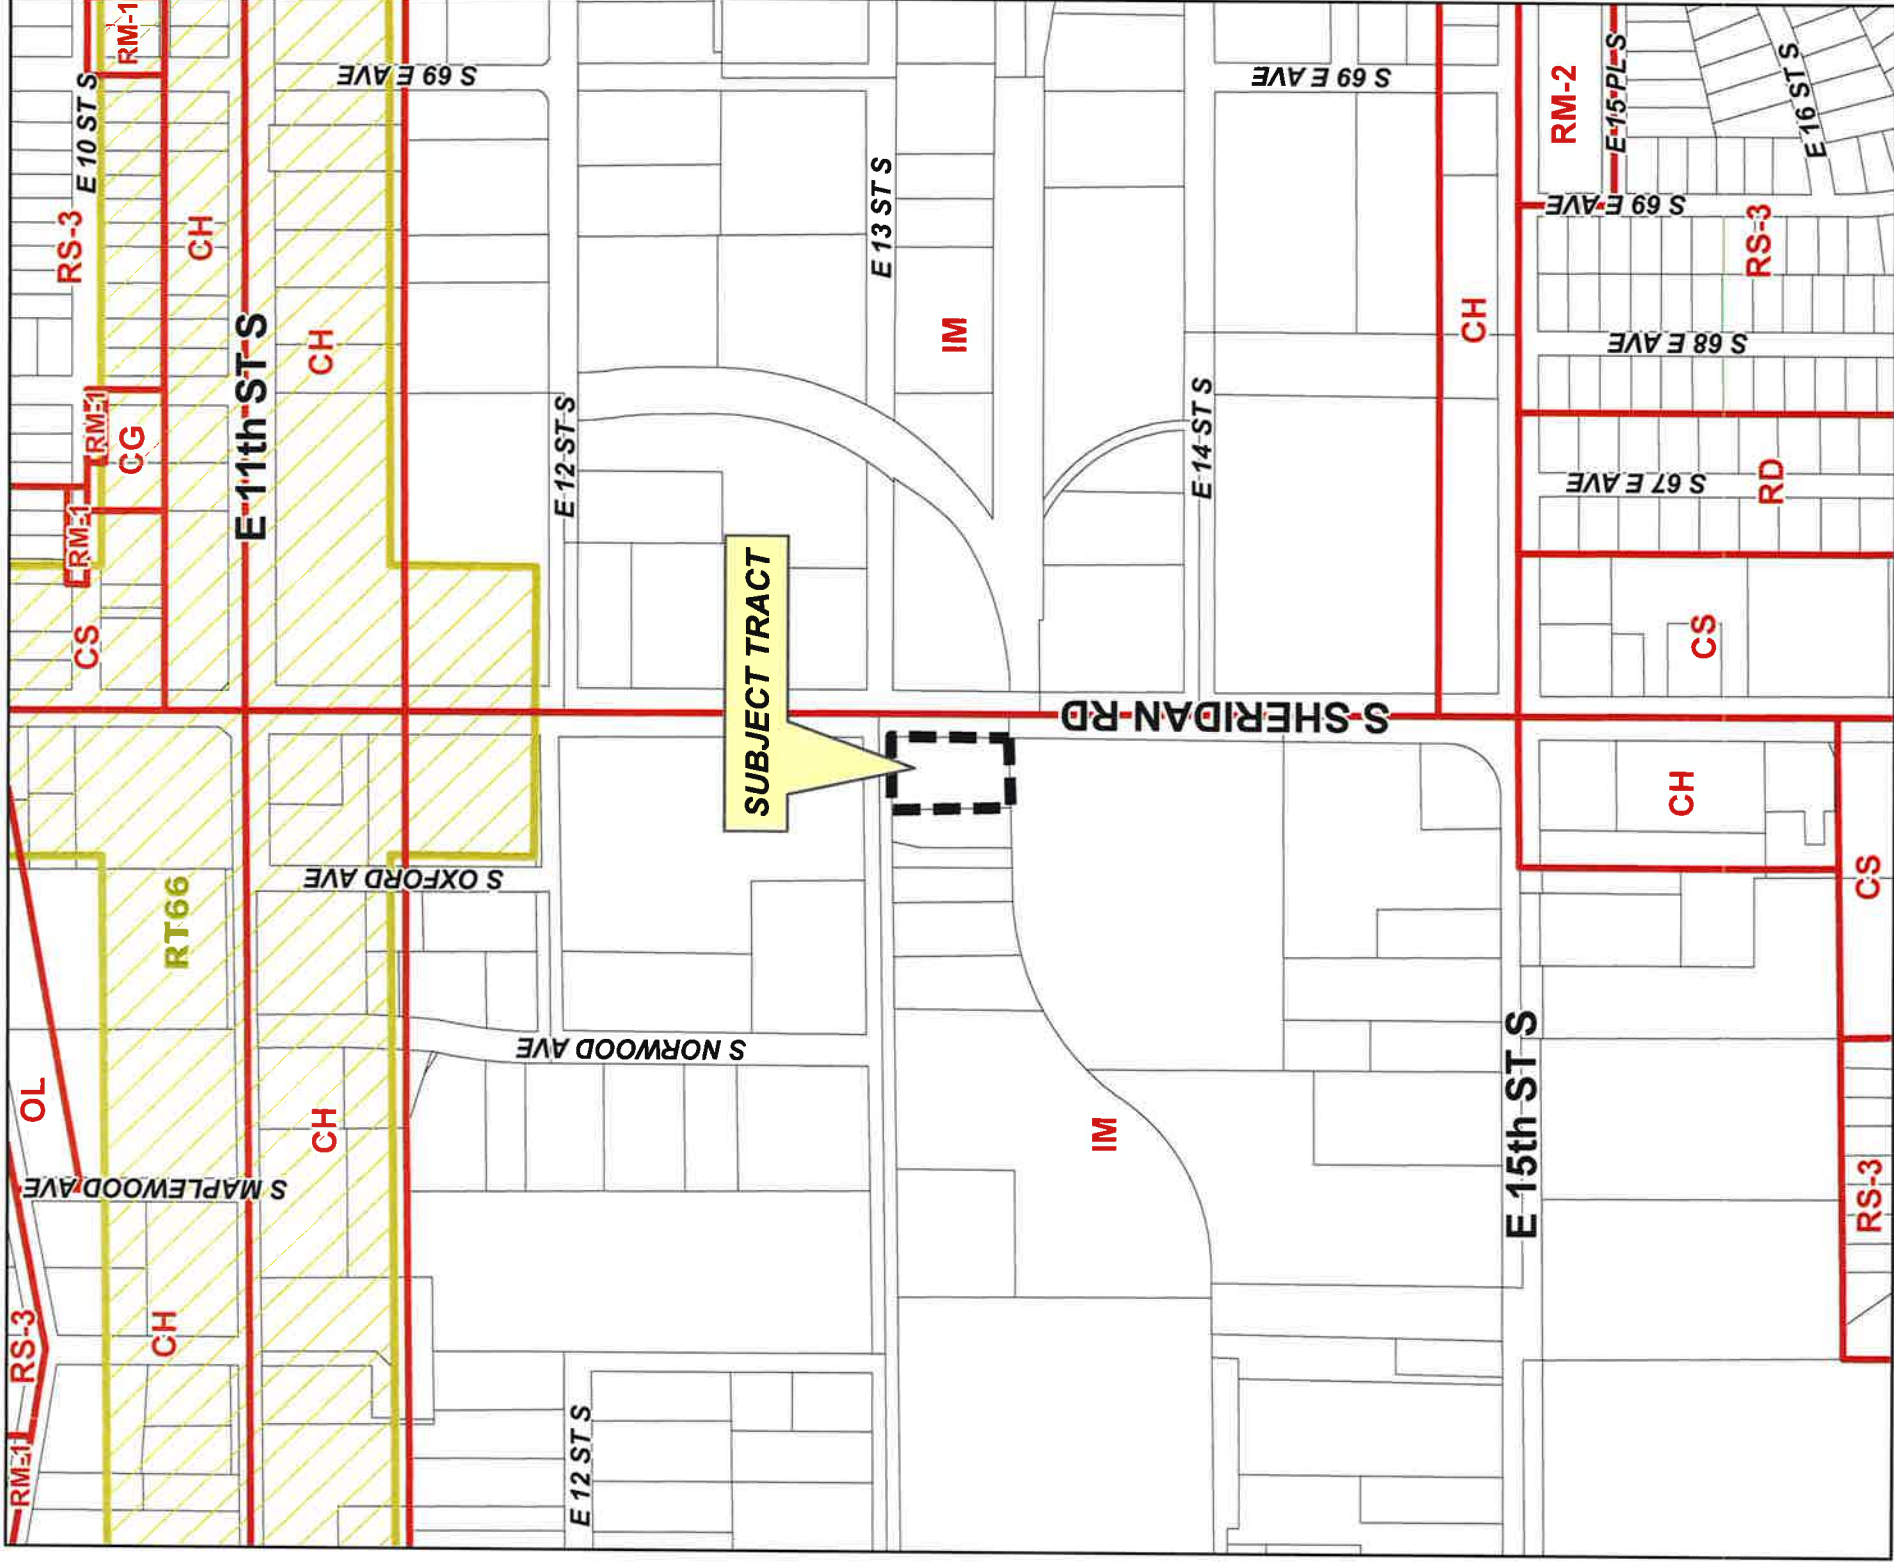 RM-1
S 69 E AVE
S 69 E AVE
RM-2
E 15 PL S
E 16 ST S
E 10 ST S
RS-3
CH
E 13 ST S
S 69 E AVE
RS-3
CH
IM
CH
S 68 E AVE
RM-1
CG
E 11th ST S
E 12 ST S
E 14 ST S
S 67 E AVE
RD
RM-1
CS
SUBJECT TRACT
CS
S SHERIDAN RD
CH
RT66
S OXFORD AVE
CS
S NORWOOD AVE
OL
CH
IM
E 15th ST S
S MAPLEWOOD AVE
RS-3
RS-3
CH
RM-1
E 12 ST S